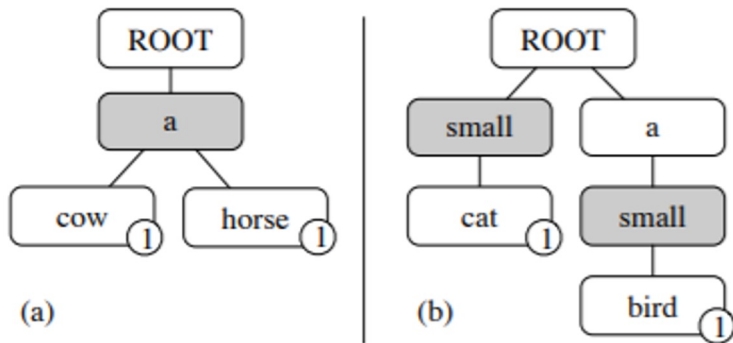 ROOT
a
cow
1
horse
1
(a)
ROOT
small
a
cat
1
small
bird
1
(b)